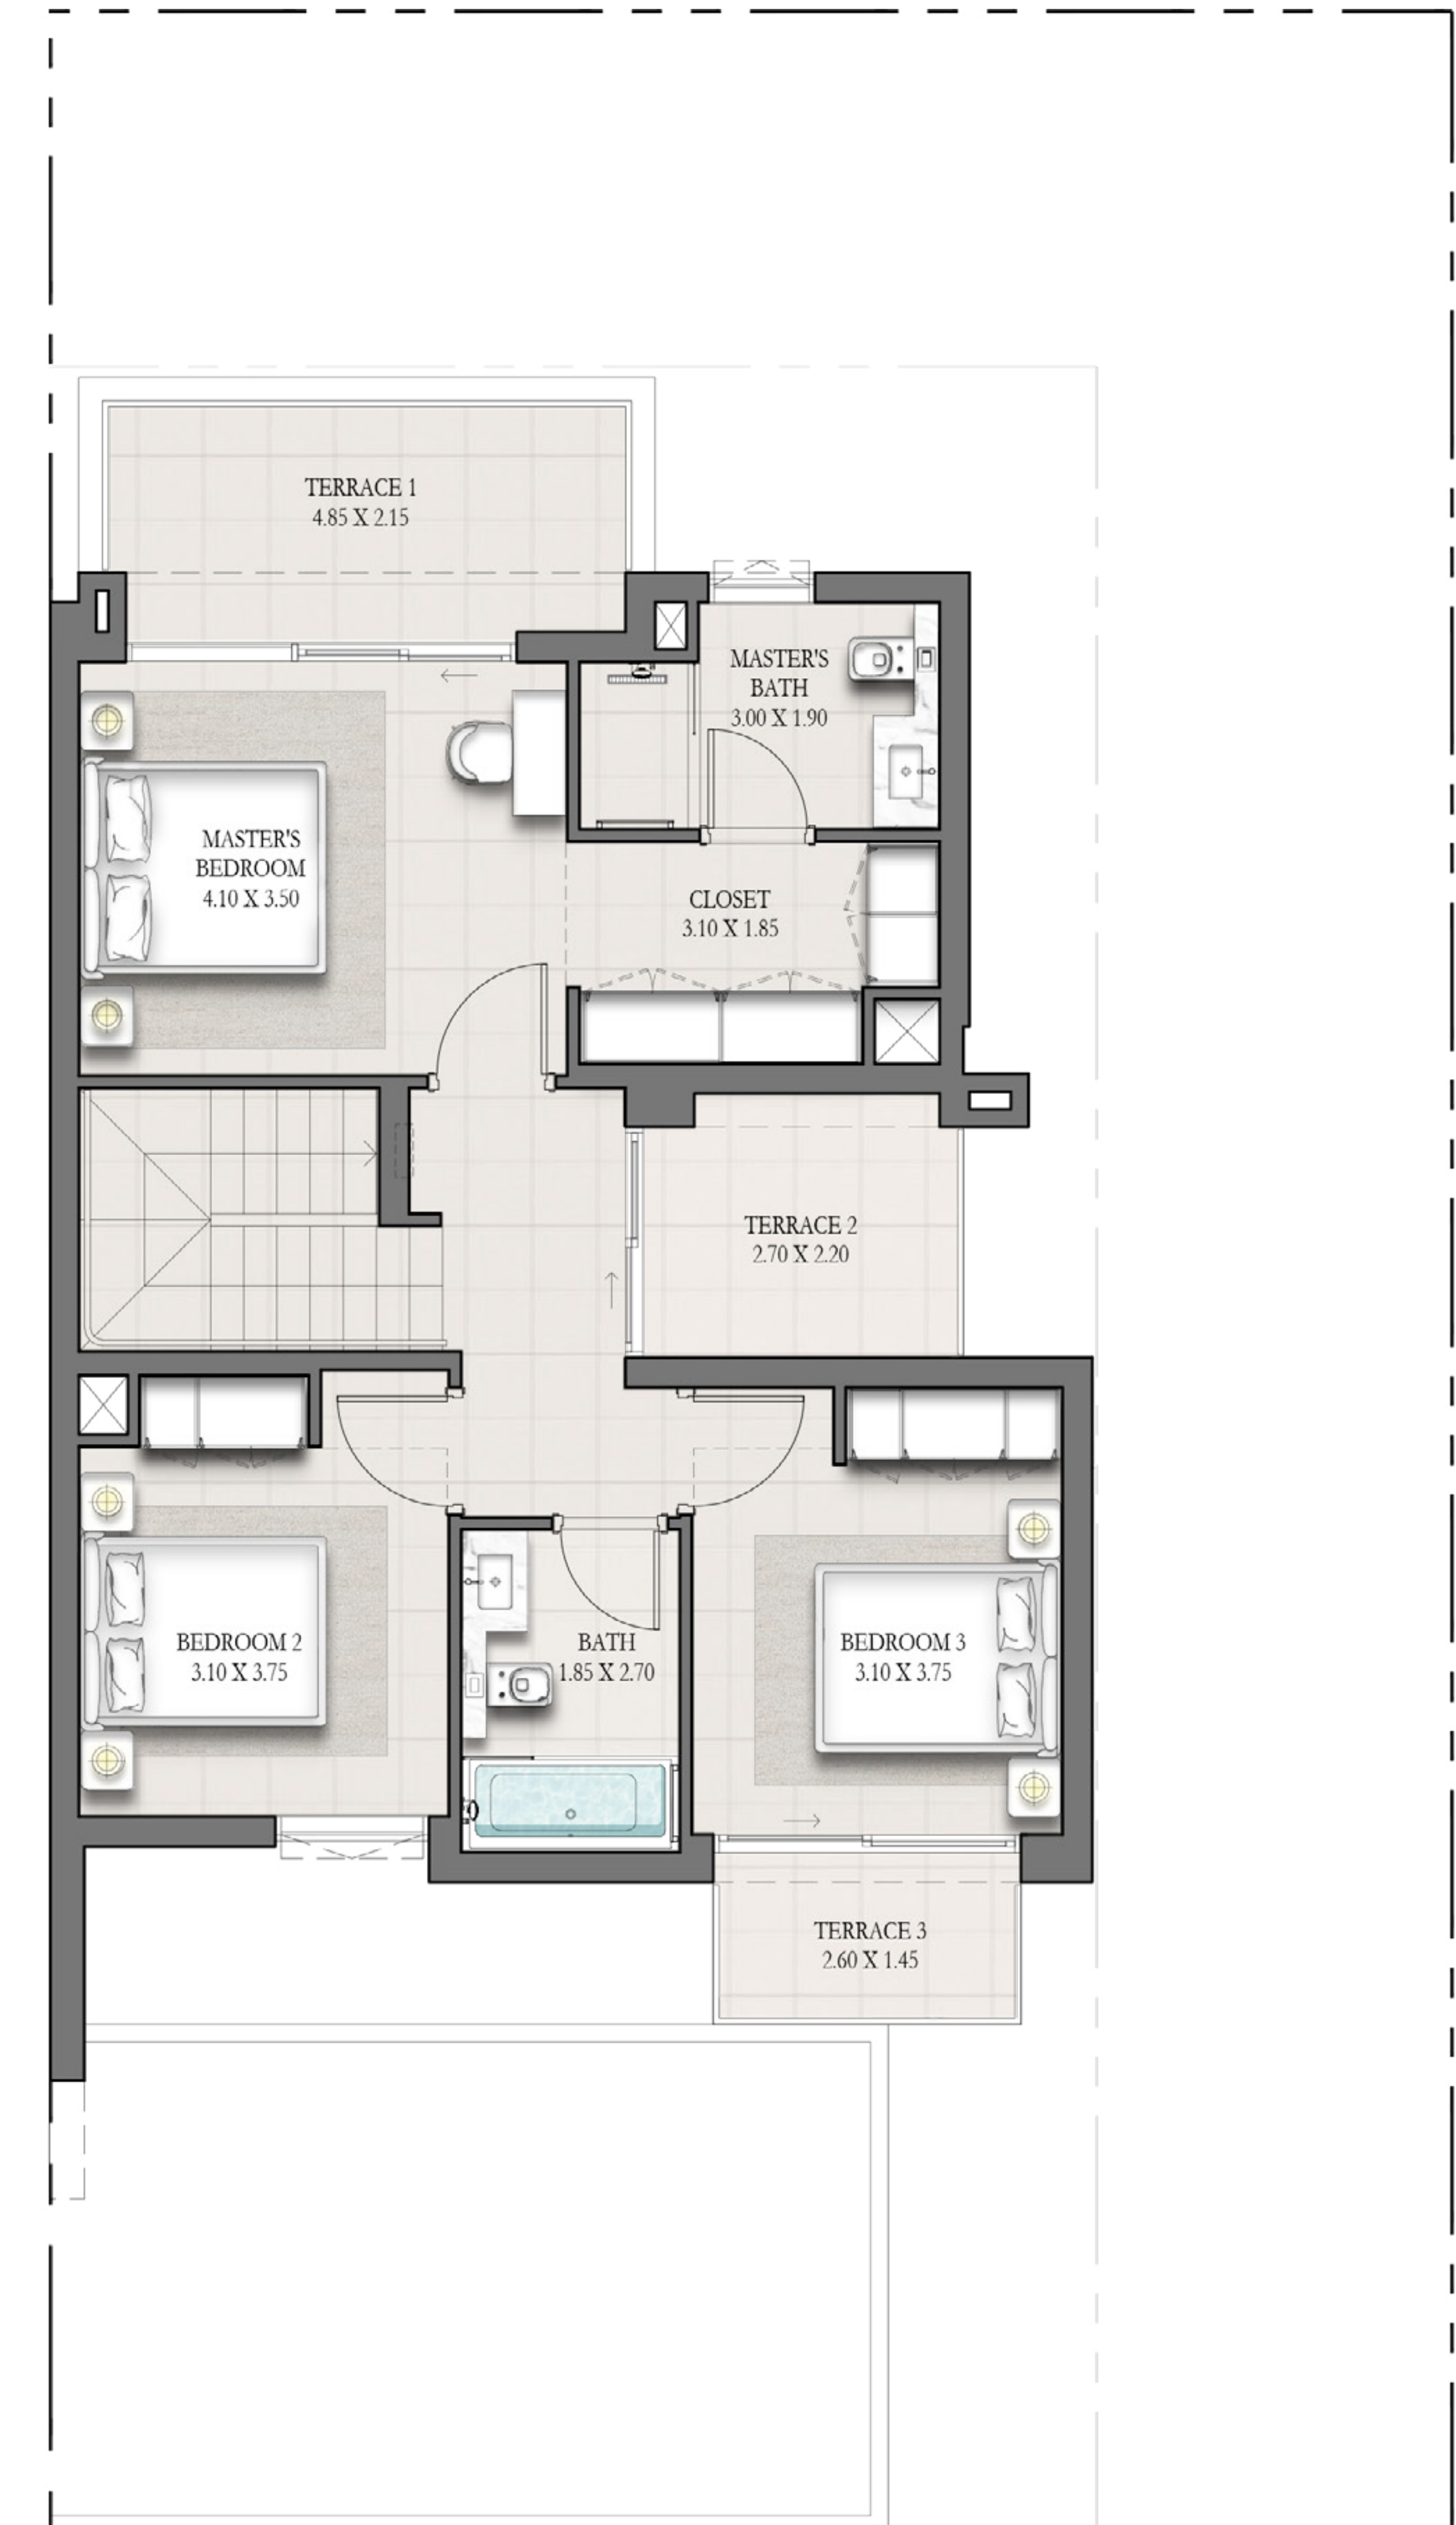 TERRACE 1
4.85 X 2.15
MASTER'S
BATH
3.00 X 1.90
MASTER'S
BEDROOM
4.10 X 3.50
CLOSET
3.10 X 1.85
TERRACE 2
2.70 X 2.20
BEDROOM 2
3.10 X 3.75
BATH
1.85 X 2.70
BEDROOM 3
3.10 X 3.75
TERRACE 3
2.60 X 1.45